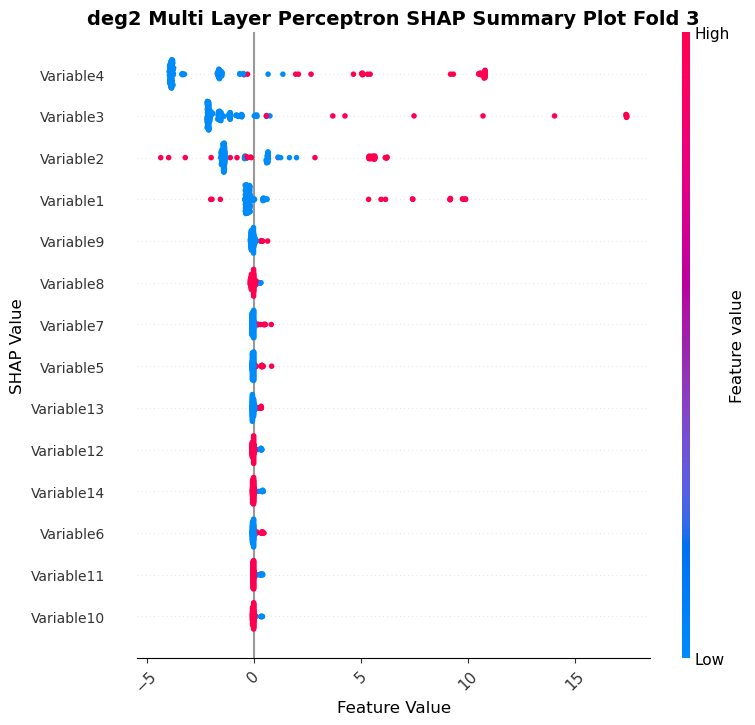 deg2 Multi Layer Perceptron SHAP Summary Plot Fold 3
High
Variable4
Variable3
Variable2
Variable1
Variable9
Variable8
Variable7
Variable5
Variable13
Variable12
Variable14
Variable6
Variable11
Variable10
SHAP Value
Feature value
Low
−5
0
5
10
15
Feature Value